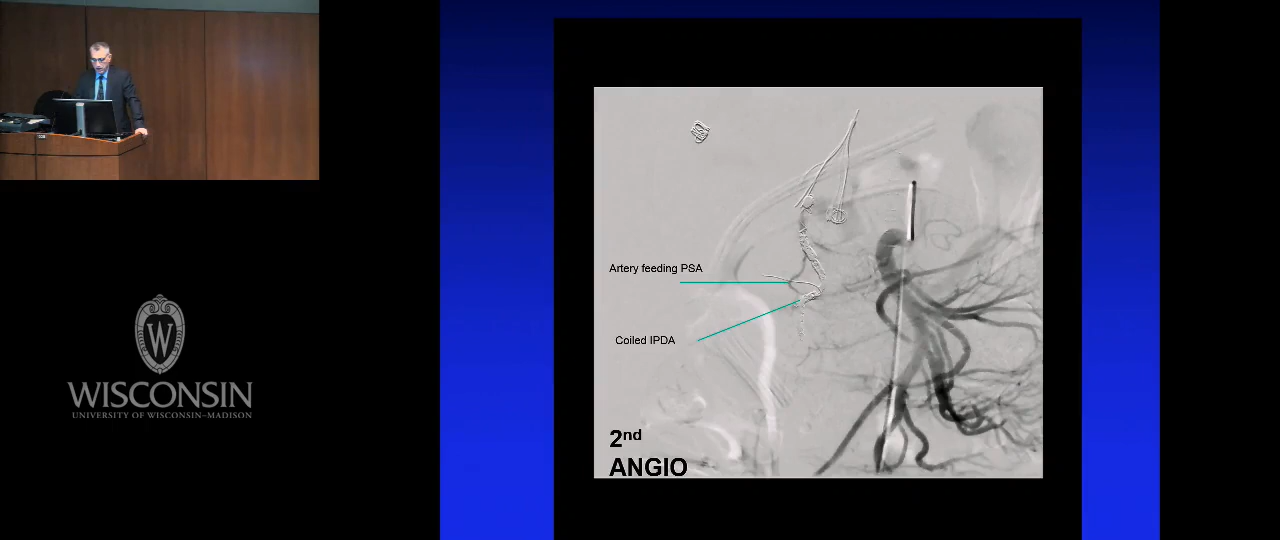 Artery feeding PSA
Coiled IPDA
2nd
ANGIO
W
WISCONSIN
UNIVERSITY OF WISCONSIN–MADISON